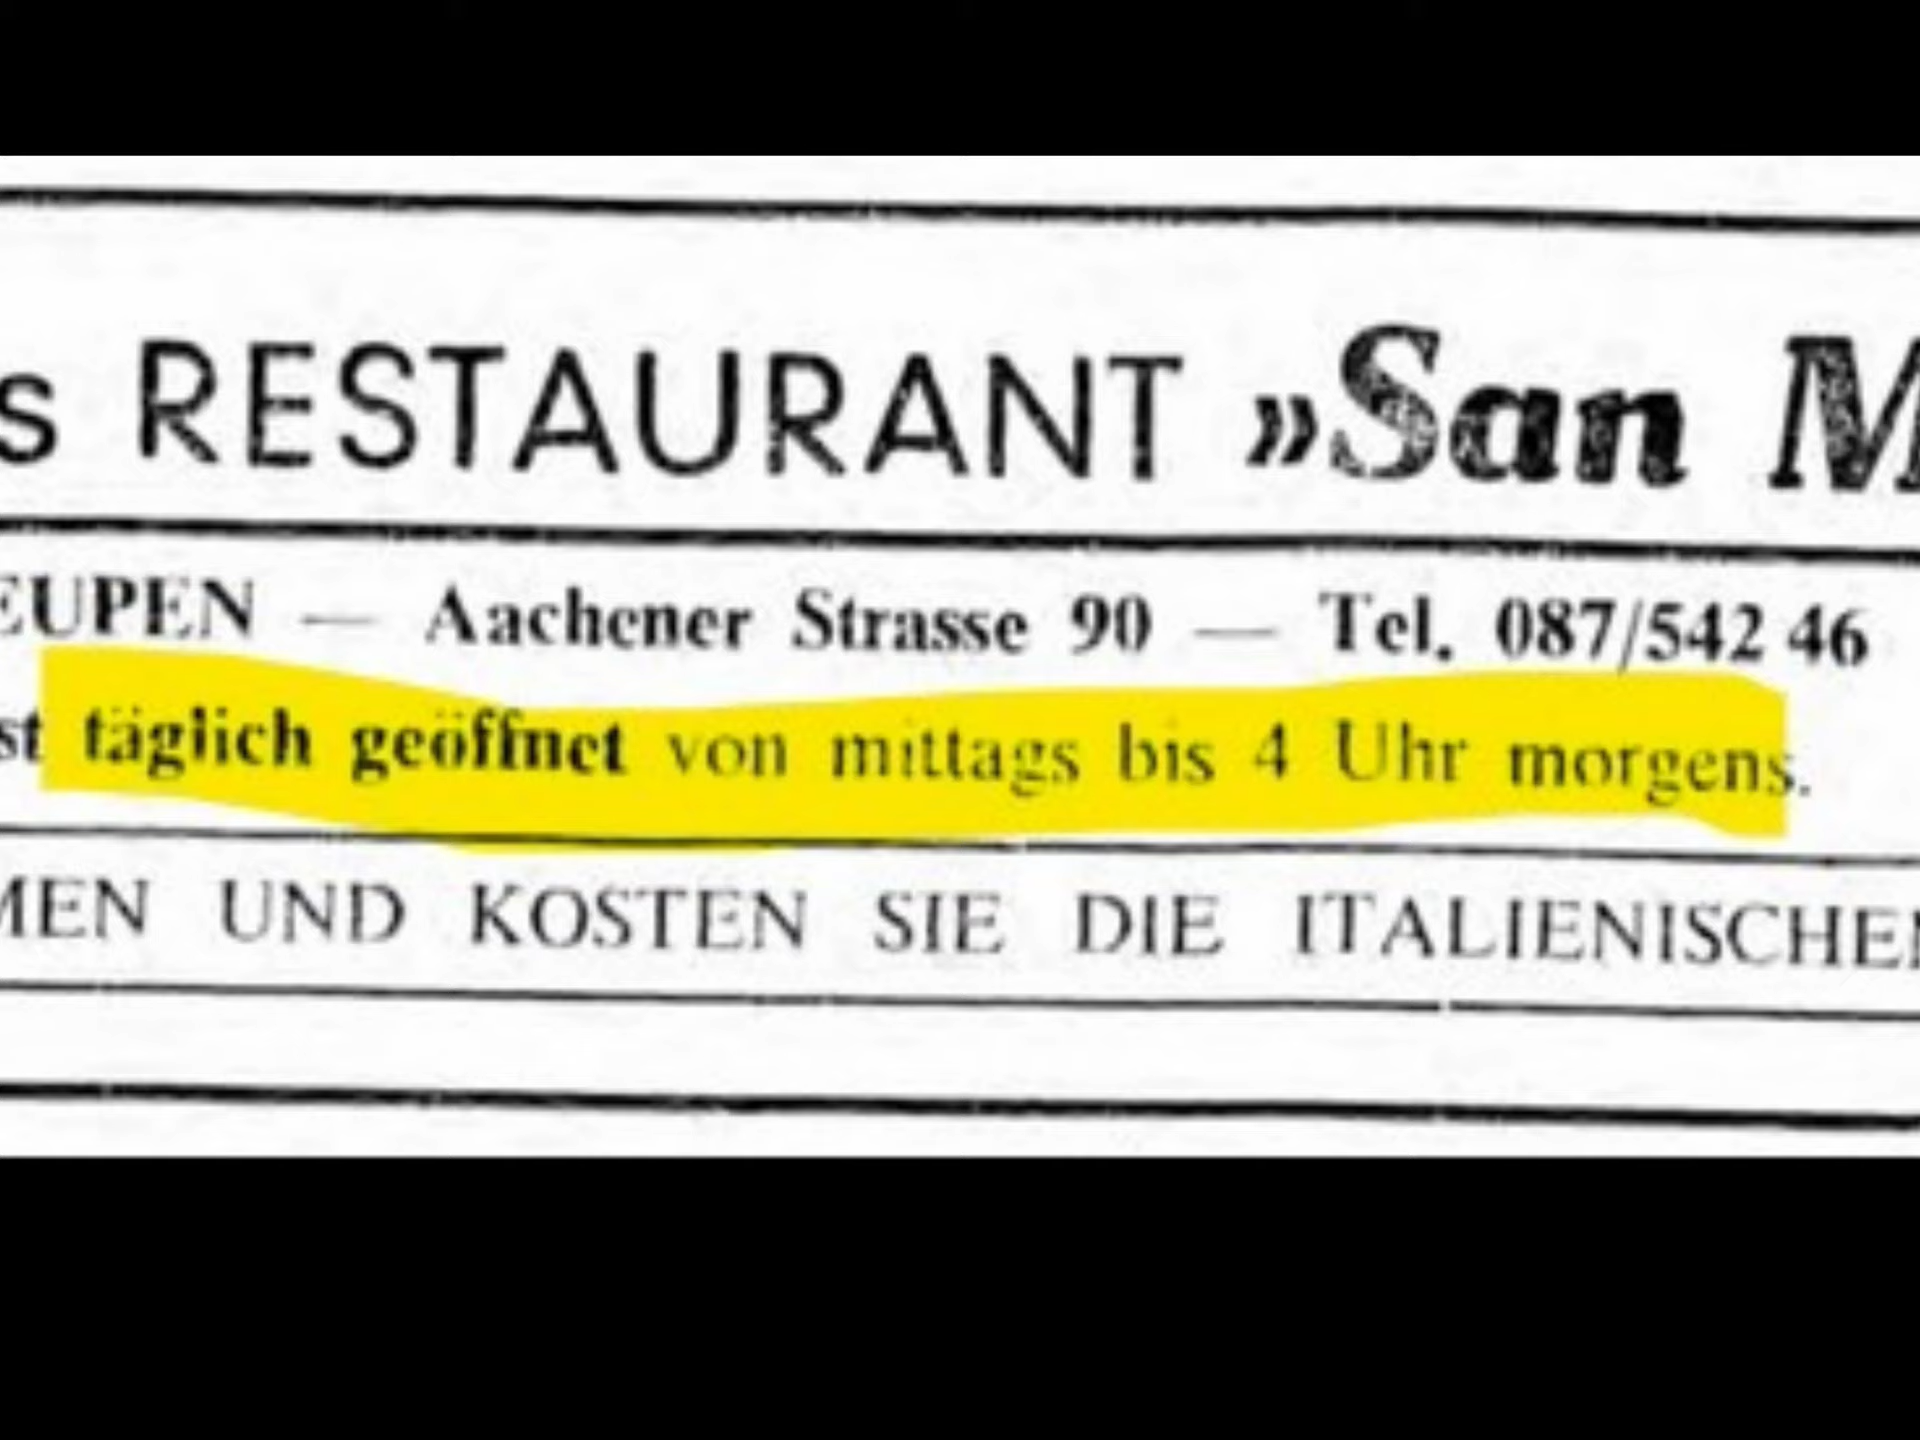 s RESTAURANT »San M
EUPEN — Aachener Strasse 90 — Tel. 087/542 46
st täglich geöffnet von mittags bis 4 Uhr morgens.
MEN UND KOSTEN SIE DIE ITALIENISCHEN